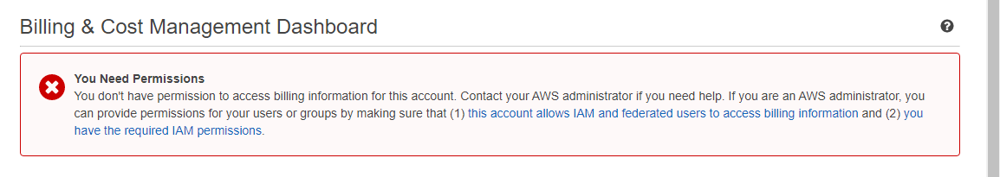 Billing & Cost Management Dashboard
You Need Permissions
You don't have permission to access billing information for this account. Contact your AWS administrator if you need help. If you are an AWS administrator, you
can provide permissions for your users or groups by making sure that (1) this account allows IAM and federated users to access billing information and (2) you
have the required IAM permissions.